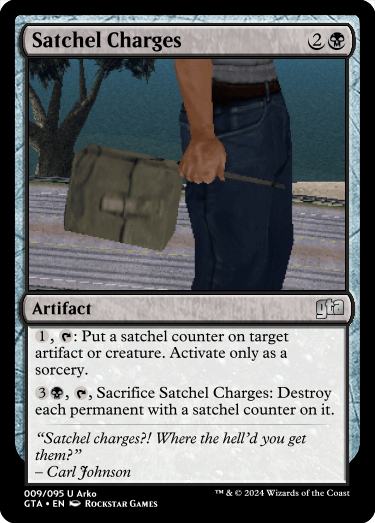 Satchel Charges 2
Artifact gta
1, : Put a satchel counter on target
artifact or creature. Activate only as a
sorcery.
3, , Sacrifice Satchel Charges: Destroy
each permanent with a satchel counter on it.
“Satchel charges?! Where the hell’d you get
them?”
– Carl Johnson
009/095 U Arko
GTA • EN Rockstar Games
™ & © 2024 Wizards of the Coast